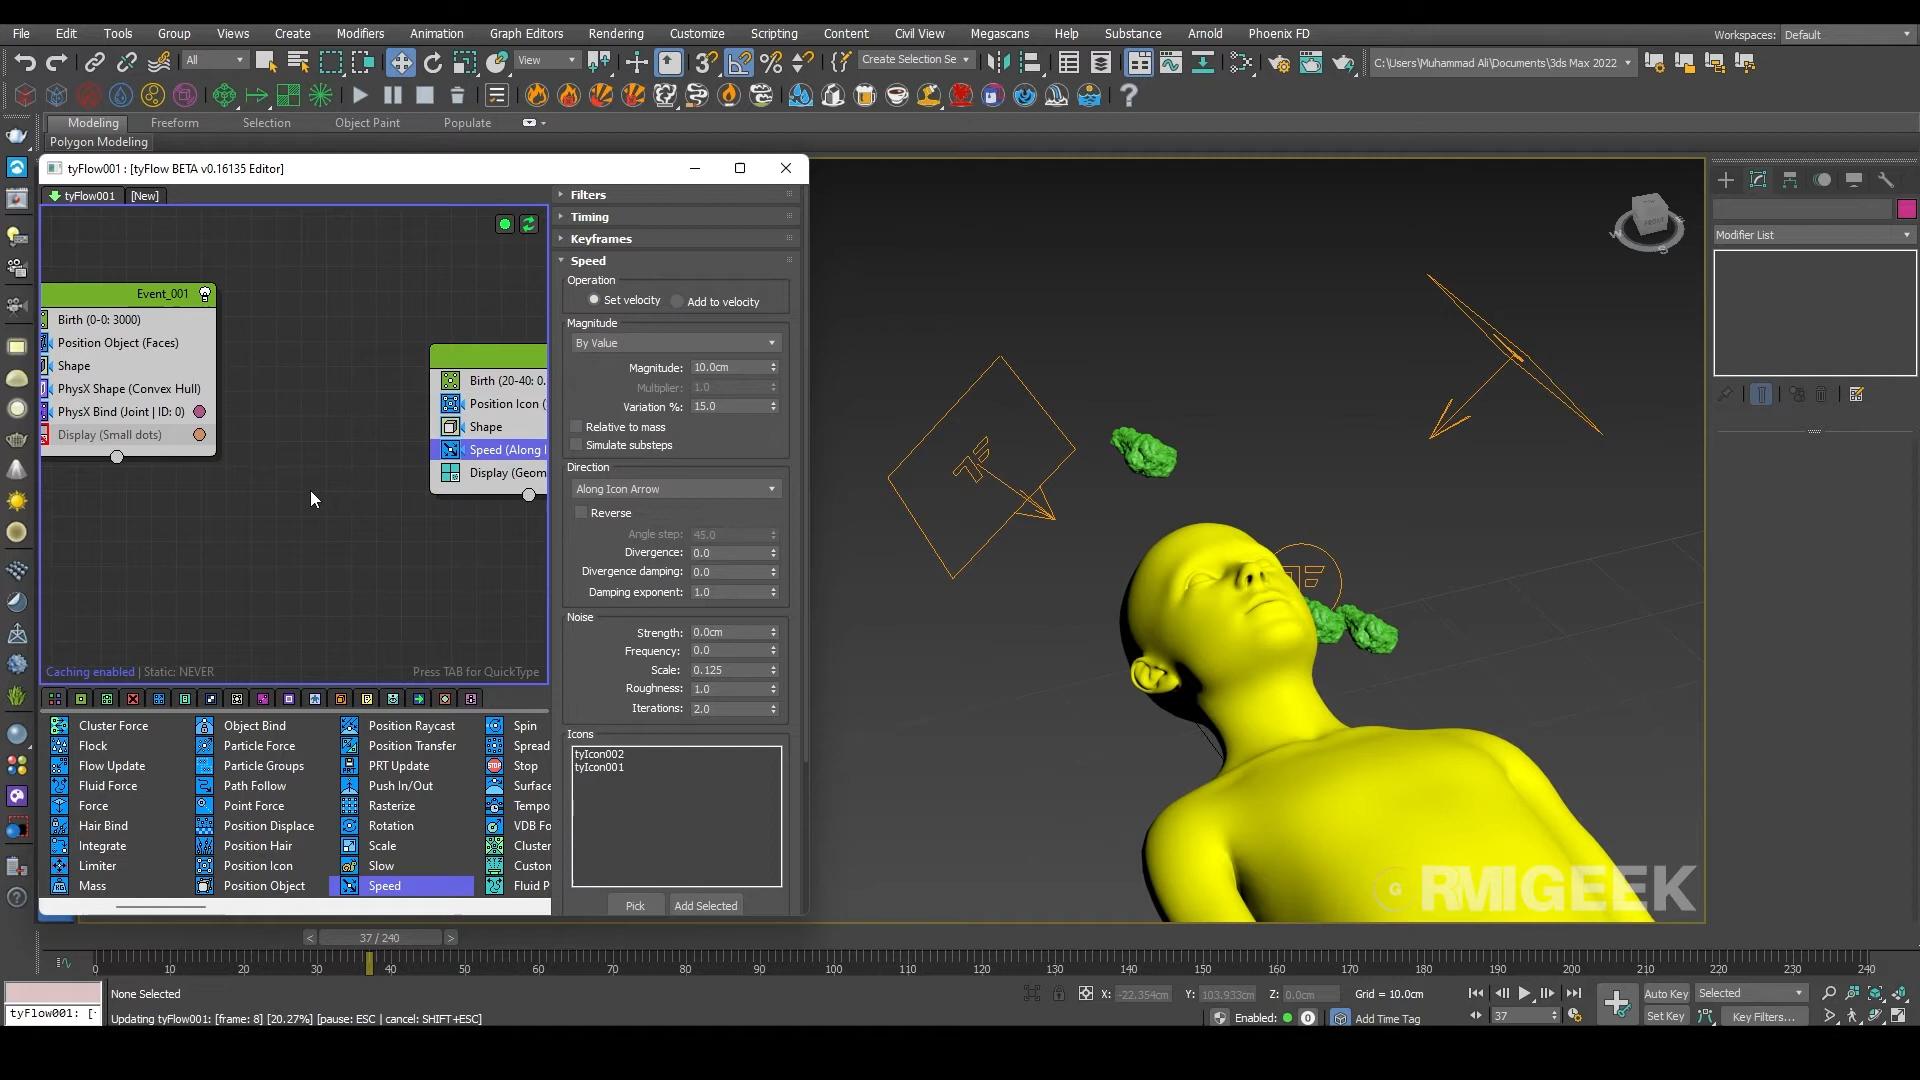 File Edit Tools Group Views Create Modifiers Animation Graph Editors Rendering Customize Scripting Content Civil View Megascans Help Substance Arnold Phoenix FD Workspaces: Default
All View Create Selection Se C:\Users\Muhammad Ali\Documents\3ds Max 2022
Modeling Freeform Selection Object Paint Populate
Polygon Modeling
tyFlow001 : [tyFlow BETA v0.16135 Editor]
tyFlow001 [New]
Event_001
Birth (0-0: 3000)
Position Object (Faces)
Shape
PhysX Shape (Convex Hull)
PhysX Bind (Joint | ID: 0)
Display (Small dots)
Birth (20-40: 0.
Position Icon (
Shape
Speed (Along I
Display (Geom
Caching enabled | Static: NEVER Press TAB for QuickType
Filters
Timing
Keyframes
Speed
Operation
Set velocity Add to velocity
Magnitude
By Value
Magnitude: 10.0cm
Multiplier: 1.0
Variation %: 15.0
Relative to mass
Simulate substeps
Direction
Along Icon Arrow
Reverse
Angle step: 45.0
Divergence: 0.0
Divergence damping: 0.0
Damping exponent: 1.0
Noise
Strength: 0.0cm
Frequency: 0.0
Scale: 0.125
Roughness: 1.0
Iterations: 2.0
Icons
tyIcon002
tyIcon001
Pick Add Selected
Cluster Force Object Bind Position Raycast Spin
Flock Particle Force Position Transfer Spread
Flow Update Particle Groups PRT Update Stop
Fluid Force Path Follow Push In/Out Surface
Force Point Force Rasterize Tempo
Hair Bind Position Displace Rotation VDB Fo
Integrate Position Hair Scale Cluster
Limiter Position Icon Slow Custon
Mass Position Object Speed Fluid P
FRONT
W S
Modifier List
G RMIGEEK
< 37 / 240 >
0 10 20 30 40 50 60 70 80 90 100 110 120 130 140 150 160 170 180 190 200 210 220 230 240
None Selected X: -22.354cm Y: 103.933cm Z: 0.0cm Grid = 10.0cm Auto Key Selected
tyFlow001: [- Updating tyFlow001: [frame: 8] [20.27%] [pause: ESC | cancel: SHIFT+ESC] Enabled: 0 Add Time Tag 37 Set Key Key Filters...